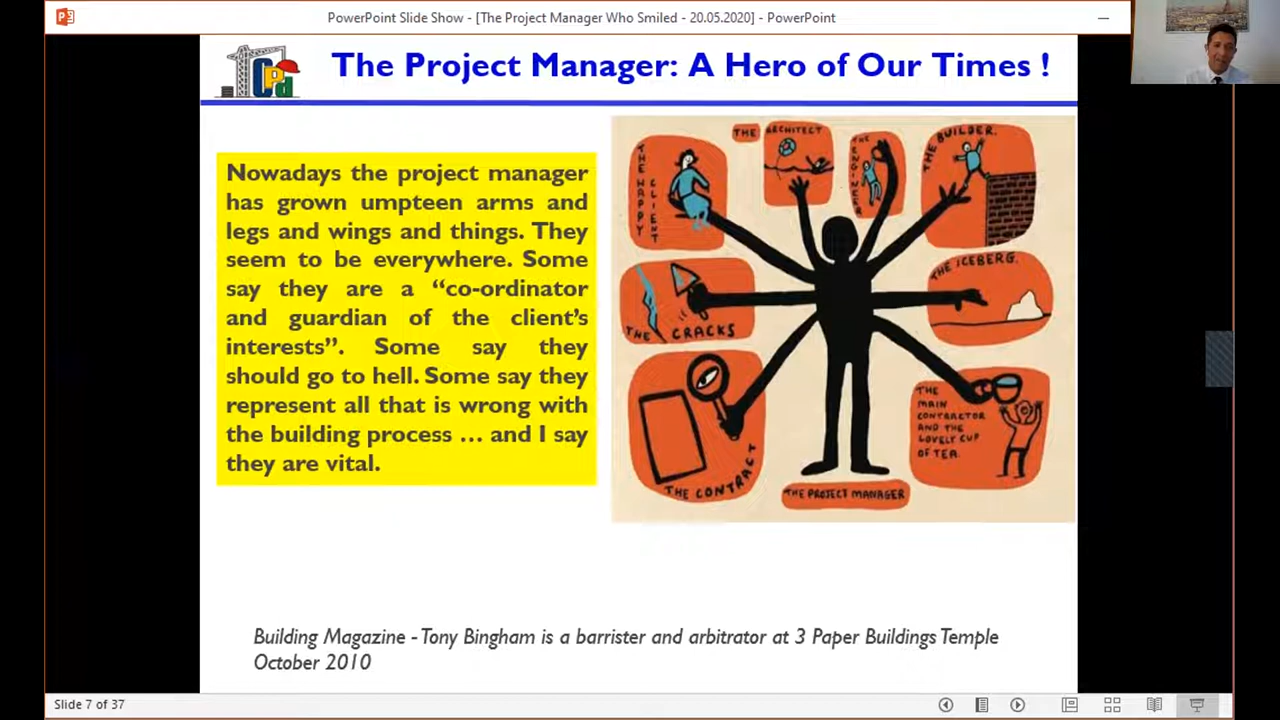 PowerPoint Slide Show - [The Project Manager Who Smiled - 20.05.2020] - PowerPoint
CPd
The Project Manager: A Hero of Our Times !
Nowadays the project manager
has grown umpteen arms and
legs and wings and things. They
seem to be everywhere. Some
say they are a “co-ordinator
and guardian of the client’s
interests”. Some say they
should go to hell. Some say they
represent all that is wrong with
the building process … and I say
they are vital.
THE HAPPY
CLIENT
THE ARCHITECT
THE ENGINEER
THE BUILDER.
THE CRACKS
THE ICEBERG.
THE CONTRACT
THE
MAIN
CONTRACTOR
AND THE
LOVELY CUP
OF TEA.
THE PROJECT MANAGER
Building Magazine - Tony Bingham is a barrister and arbitrator at 3 Paper Buildings Temple
October 2010
Slide 7 of 37